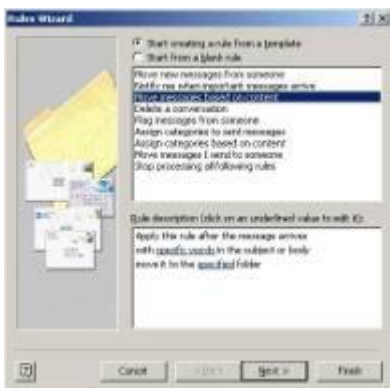 Rules Wizard
Start creating a rule from a template
Start from a blank rule
Move new messages from someone
Notify me when important messages arrive
Move messages based on content
Delete a conversation
Flag messages from someone
Assign categories to sent messages
Assign categories based on content
Move messages I send to someone
Stop processing all following rules
Rule description (click on an underlined value to edit it):
Apply this rule after the message arrives
with specific words in the subject or body
move it to the specified folder
Cancel
Next >
Finish